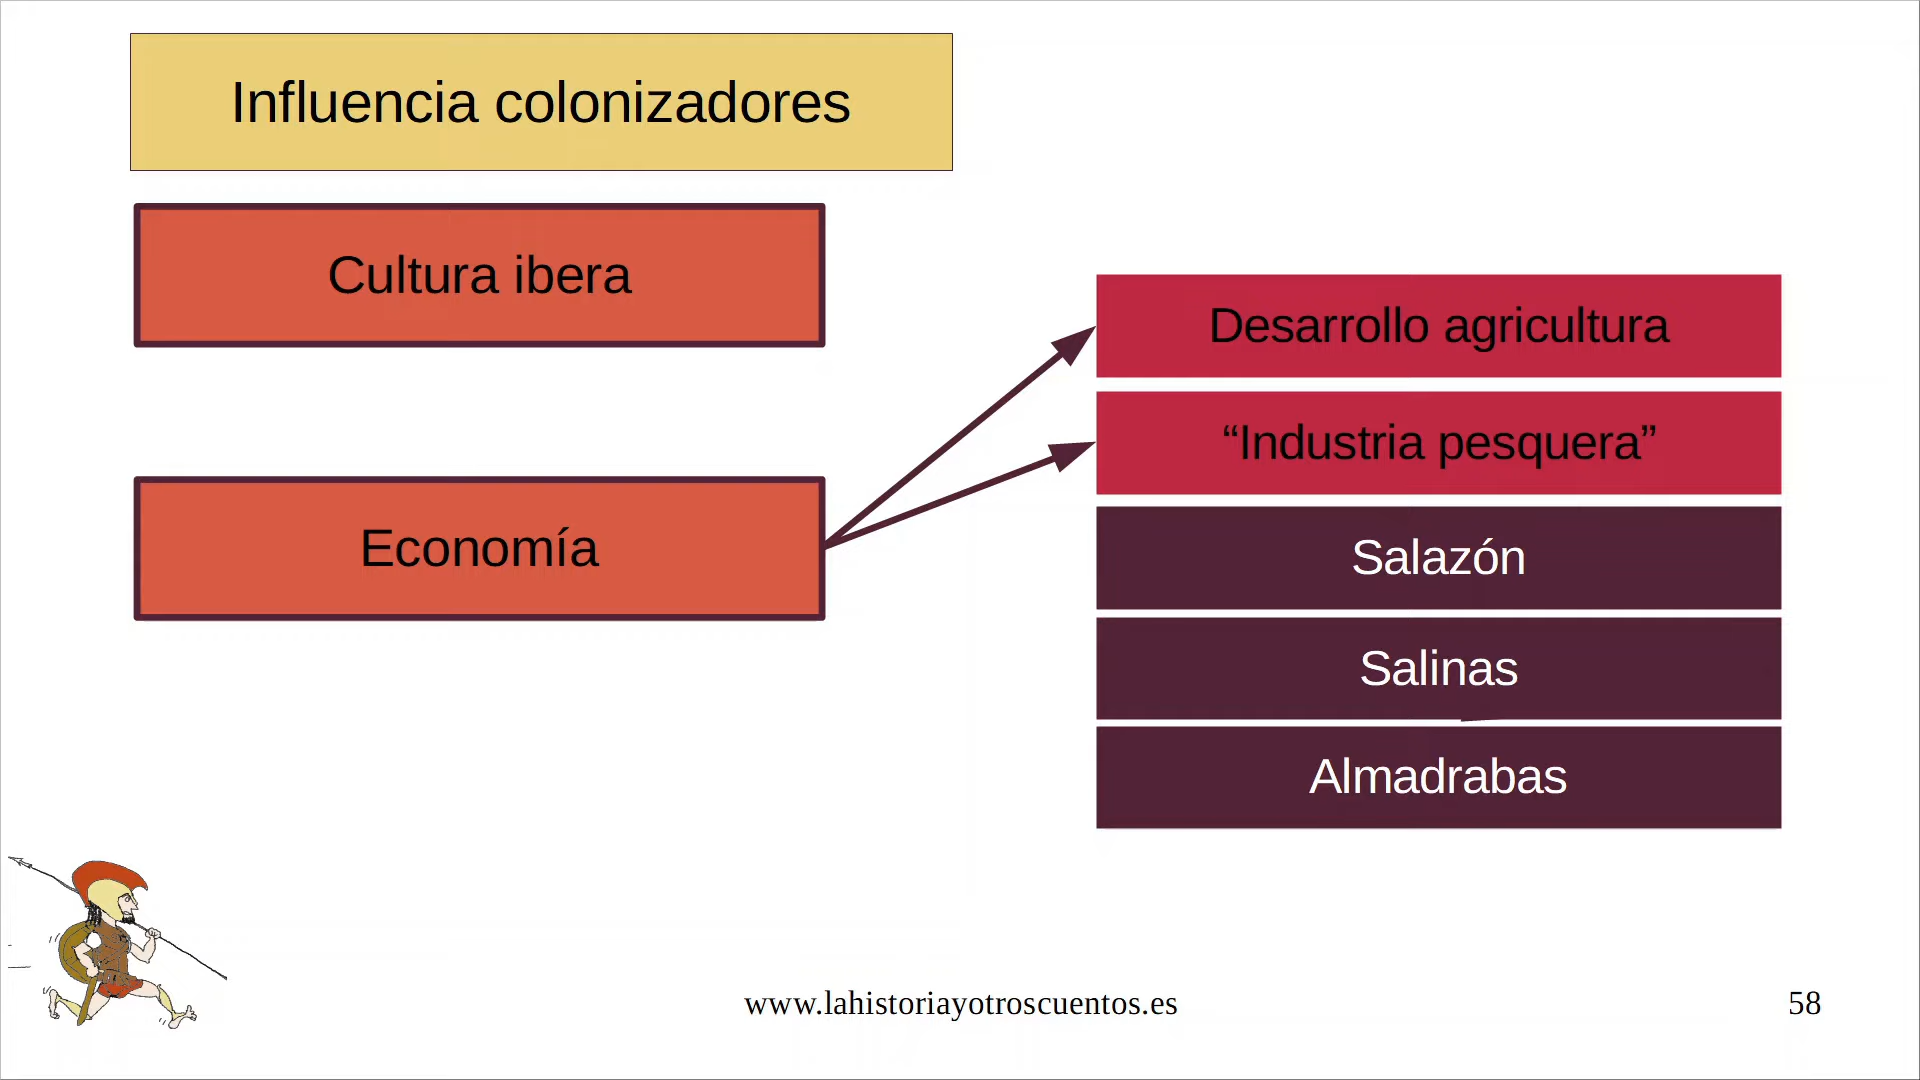 Influencia colonizadores
Cultura ibera
Economía
Desarrollo agricultura
“Industria pesquera”
Salazón
Salinas
Almadrabas
www.lahistoriayotroscuentos.es
58